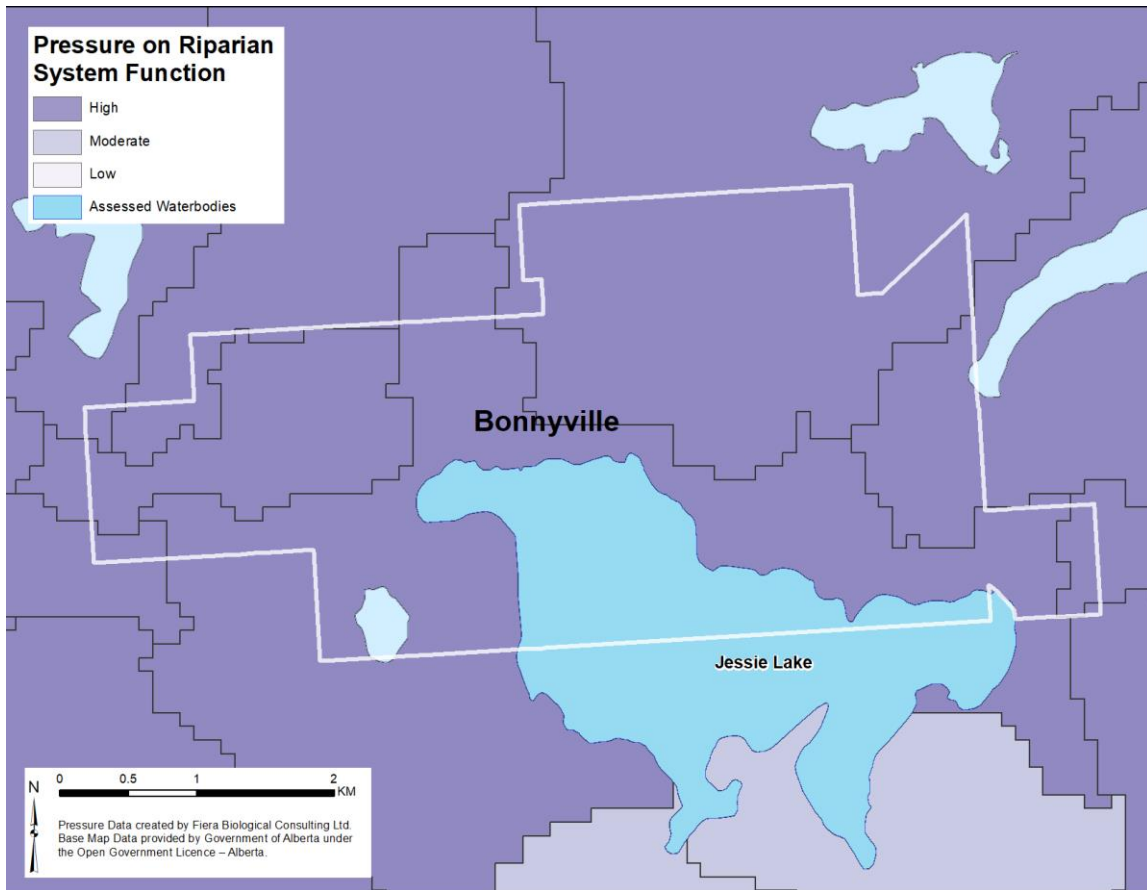 Pressure on Riparian
System Function
High
Moderate
Low
Assessed Waterbodies
Bonnyville
Jessie Lake
N
0 0.5 1 2
KM
Pressure Data created by Fiera Biological Consulting Ltd.
Base Map Data provided by Government of Alberta under
the Open Government Licence – Alberta.